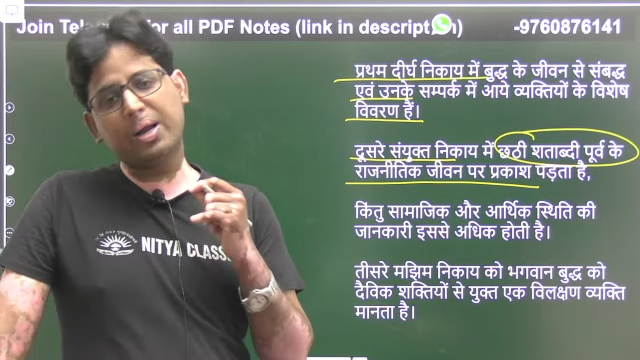 Join Tele for all PDF Notes (link in descript n) -9760876141
प्रथम दीर्घ निकाय में बुद्ध के जीवन से संबद्ध
एवं उनके सम्पर्क में आये व्यक्तियों के विशेष
विवरण हैं।
दूसरे संयुक्त निकाय में छठी शताब्दी पूर्व के
राजनीतिक जीवन पर प्रकाश पड़ता है,
किंतु सामाजिक और आर्थिक स्थिति की
जानकारी इससे अधिक होती है।
तीसरे मझिम निकाय को भगवान बुद्ध को
दैविक शक्तियों से युक्त एक विलक्षण व्यक्ति
मानता है।
NITYA CLASSES